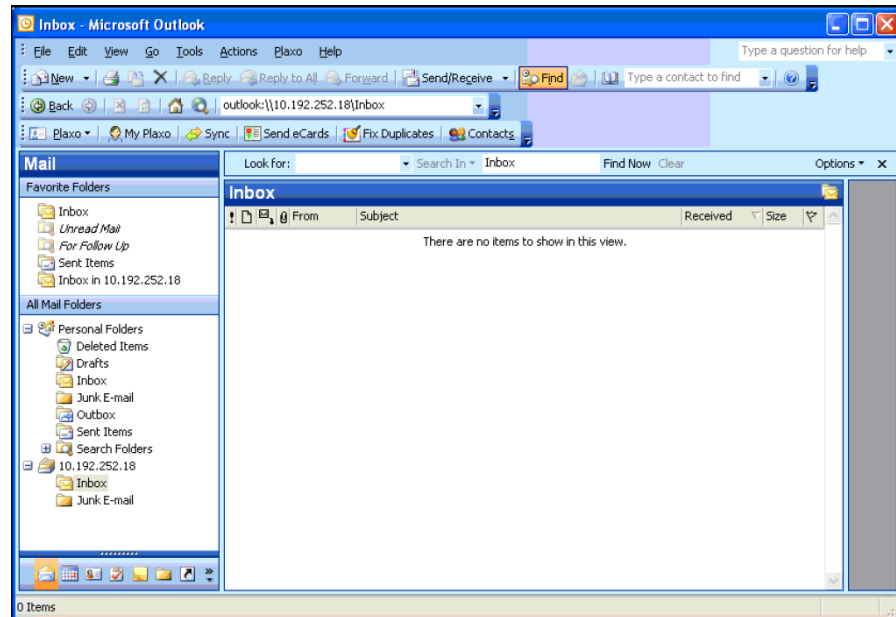 Inbox - Microsoft Outlook
File Edit View Go Tools Actions Plaxo Help Type a question for help
New Reply Reply to All Forward Send/Receive Find Type a contact to find
Back outlook:\\10.192.252.18\Inbox
Plaxo My Plaxo Sync Send eCards Fix Duplicates Contacts
Mail Look for: Search In Inbox Find Now Clear Options
Favorite Folders
Inbox
Inbox
Unread Mail
For Follow Up
Sent Items
Inbox in 10.192.252.18
! From Subject Received Size
There are no items to show in this view.
All Mail Folders
Personal Folders
Deleted Items
Drafts
Inbox
Junk E-mail
Outbox
Sent Items
Search Folders
10.192.252.18
Inbox
Junk E-mail
0 Items